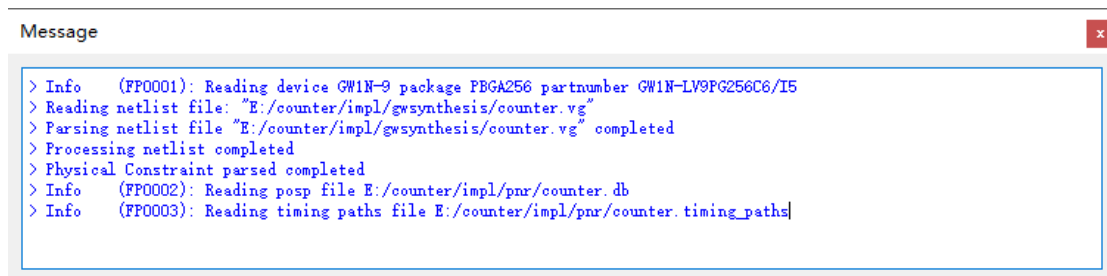 Message
x
> Info    (FP0001): Reading device GW1N-9 package PBGA256 partnumber GW1N-LV9PG256C6/I5
> Reading netlist file: "E:/counter/impl/gwsynthesis/counter.vg"
> Parsing netlist file "E:/counter/impl/gwsynthesis/counter.vg" completed
> Processing netlist completed
> Physical Constraint parsed completed
> Info    (FP0002): Reading posp file E:/counter/impl/pnr/counter.db
> Info    (FP0003): Reading timing paths file E:/counter/impl/pnr/counter.timing_paths